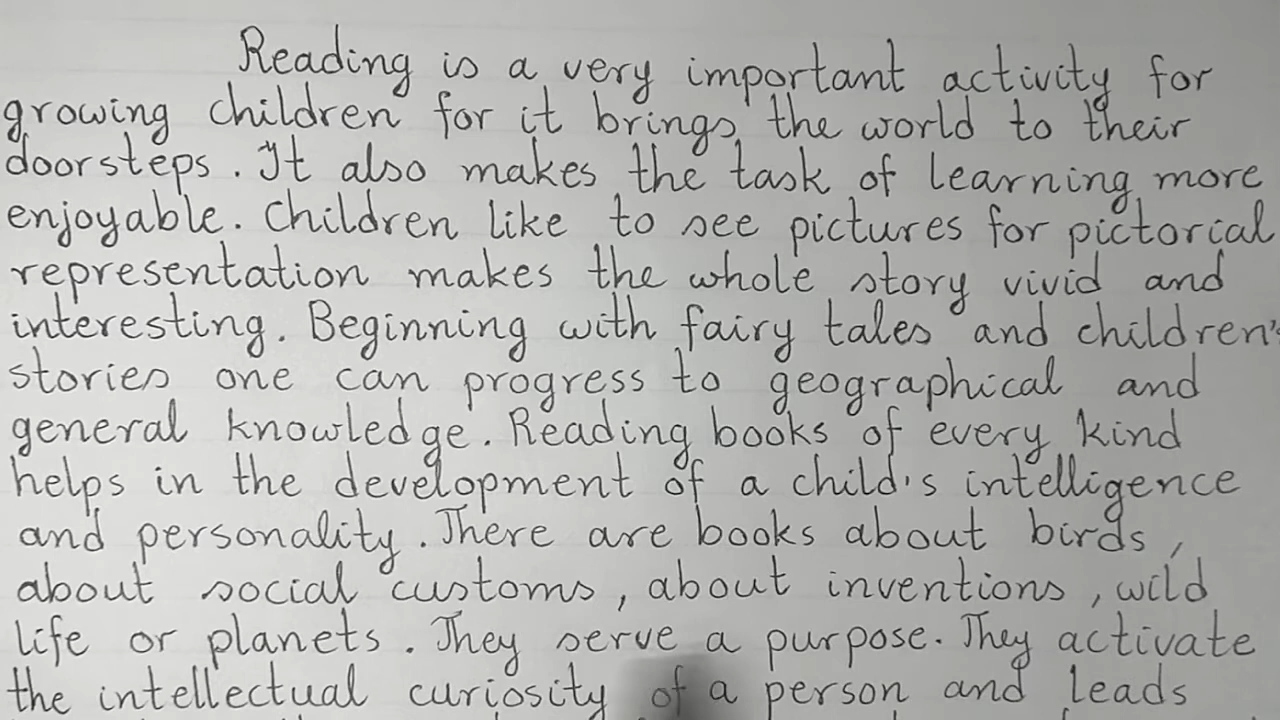 Reading is a very important activity for
growing children for it brings the world to their
doorsteps. It also makes the task of learning more
enjoyable. Children like to see pictures for pictorial
representation makes the whole story vivid and
interesting. Beginning with fairy tales and children's
stories one can progress to geographical and
general knowledge. Reading books of every kind
helps in the development of a child's intelligence
and personality. There are books about birds,
about social customs, about inventions, wild
life or planets. They serve a purpose. They activate
the intellectual curiosity of a person and leads